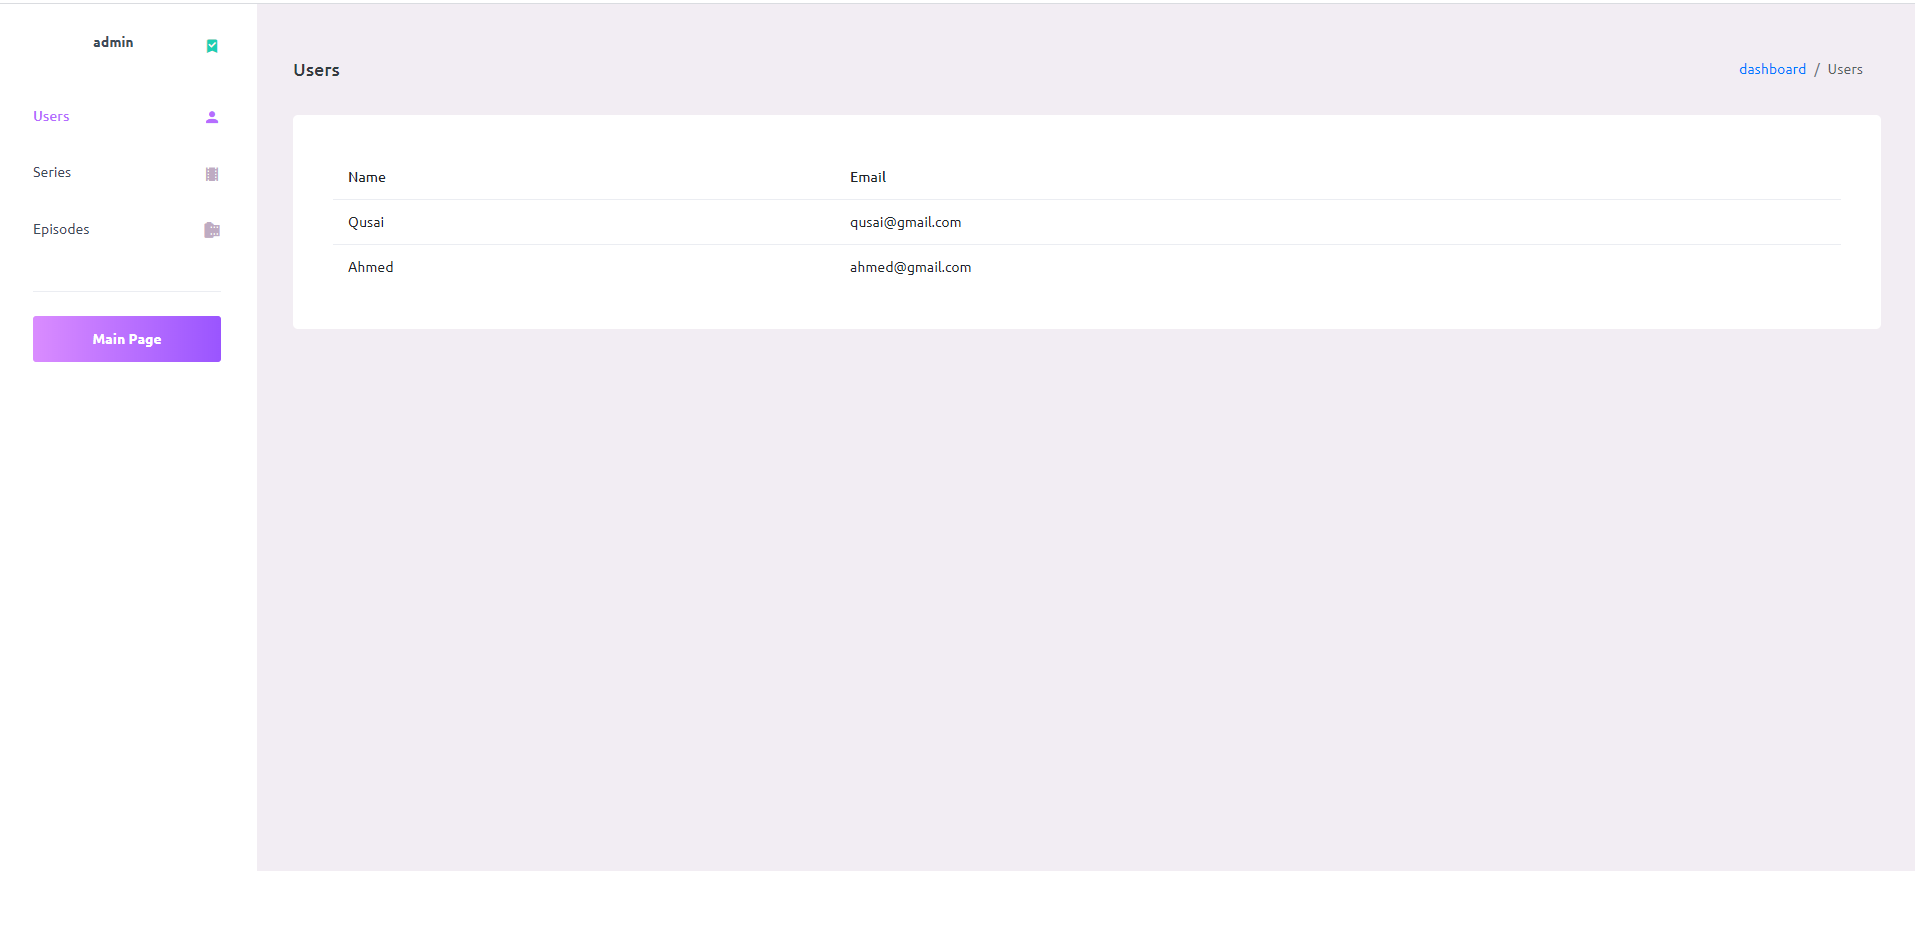 admin
Users
Series
Episodes
Main Page
Users
dashboard / Users
Name Email
Qusai qusai@gmail.com
Ahmed ahmed@gmail.com